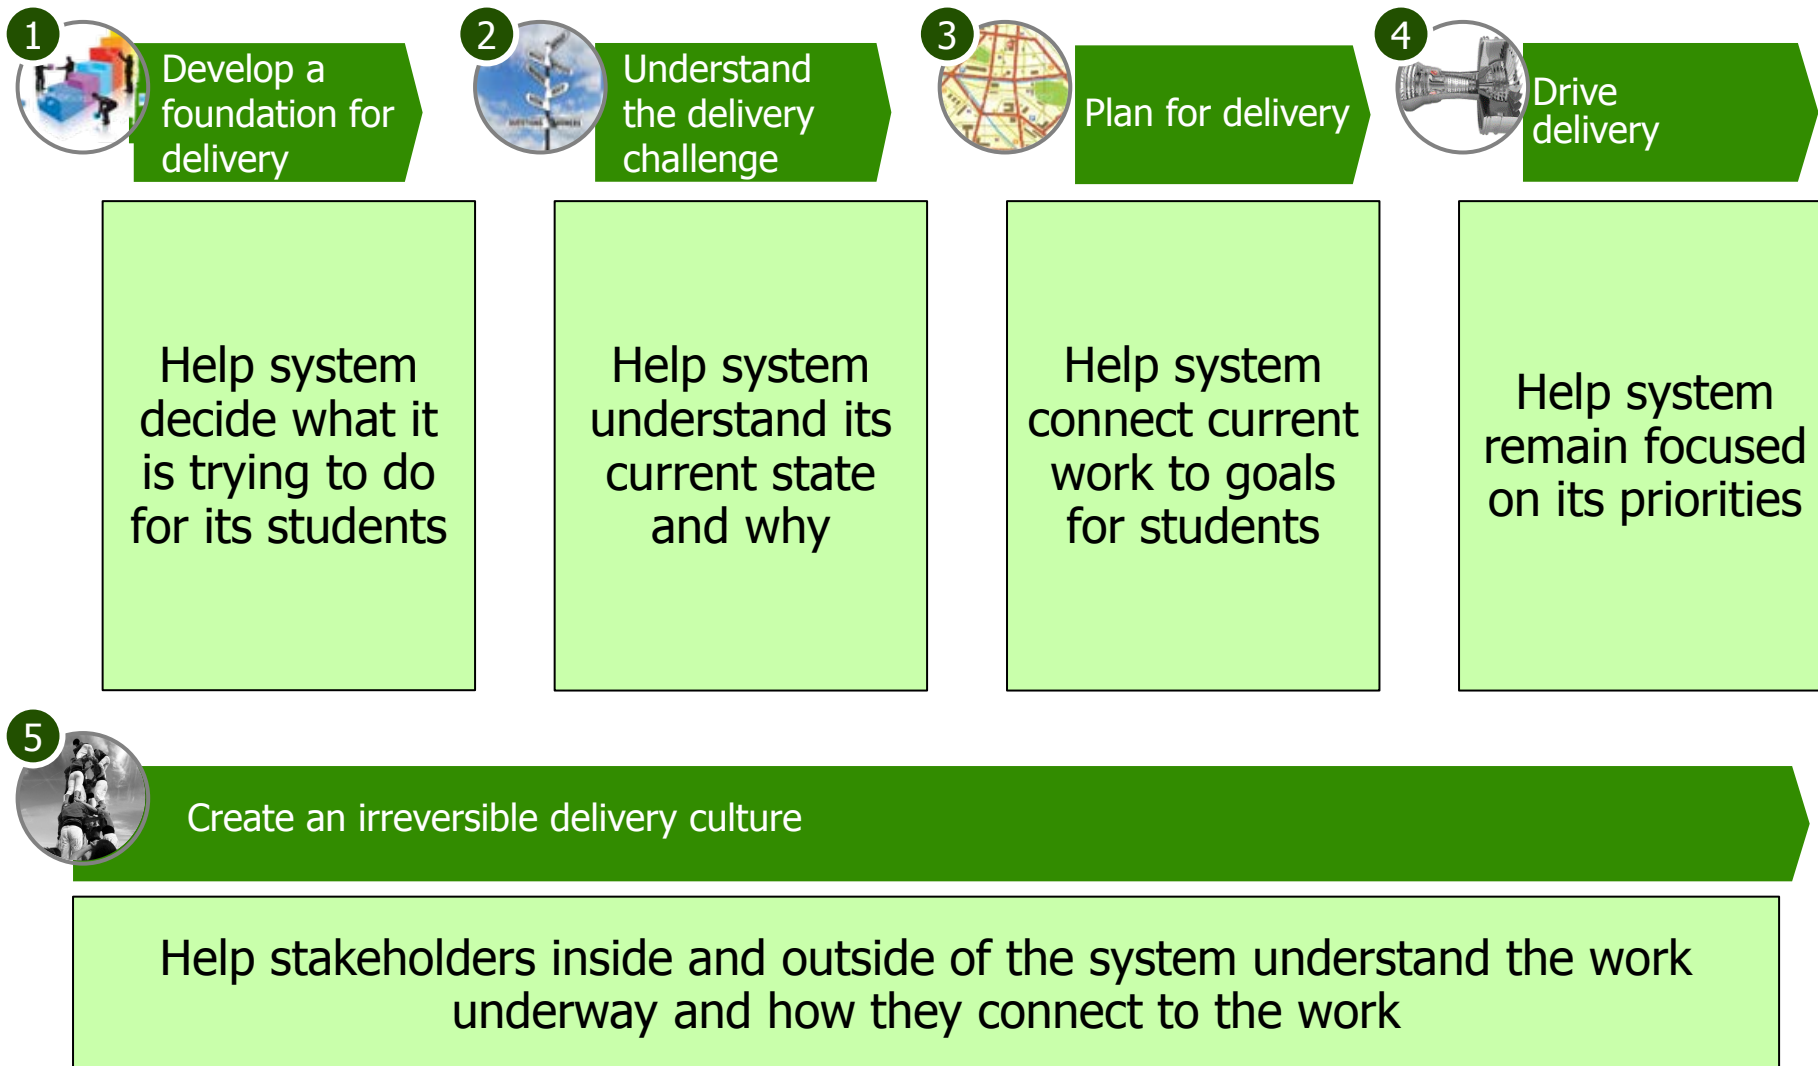 1
Develop a
foundation for
delivery
2
Understand
the delivery
challenge
3
Plan for delivery
4
Drive
delivery
Help system
decide what it
is trying to do
for its students
Help system
understand its
current state
and why
Help system
connect current
work to goals
for students
Help system
remain focused
on its priorities
5
Create an irreversible delivery culture
Help stakeholders inside and outside of the system understand the work
underway and how they connect to the work